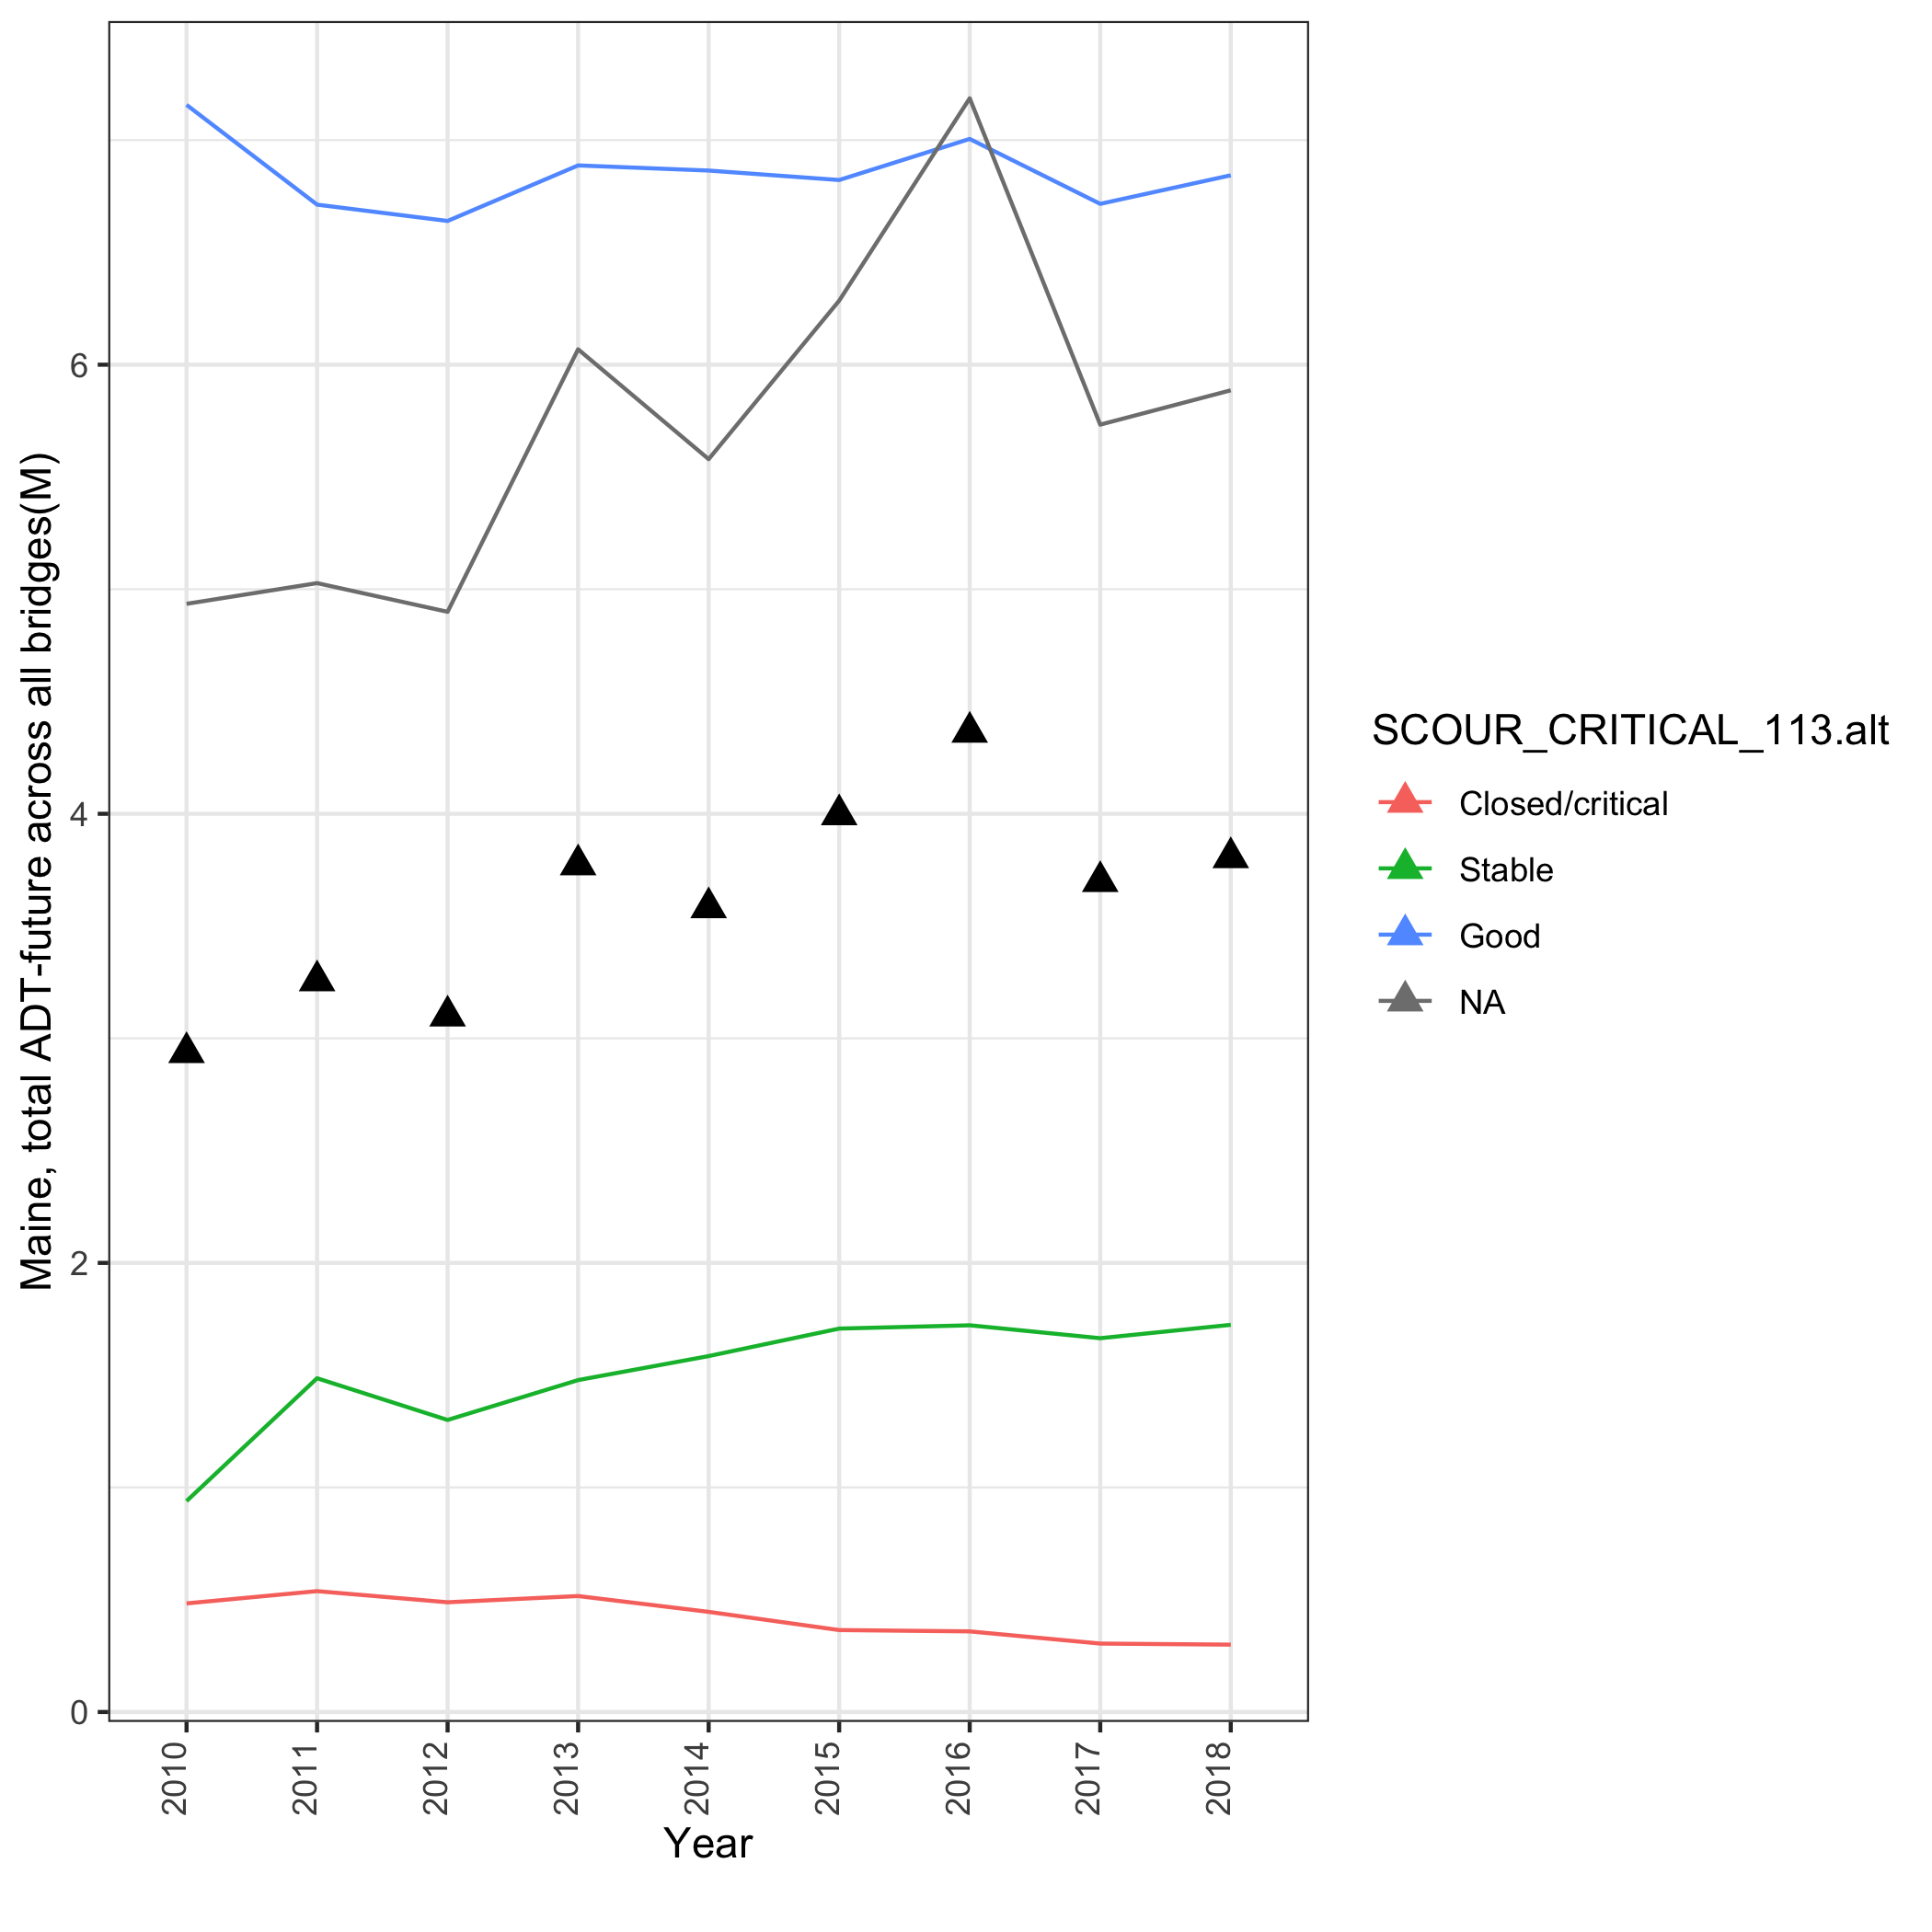 Maine, total ADT-future across all bridges(M)
6
4
2
0
2010
2011
2012
2013
2014
2015
2016
2017
2018
Year
SCOUR_CRITICAL_113.alt
Closed/critical
Stable
Good
NA